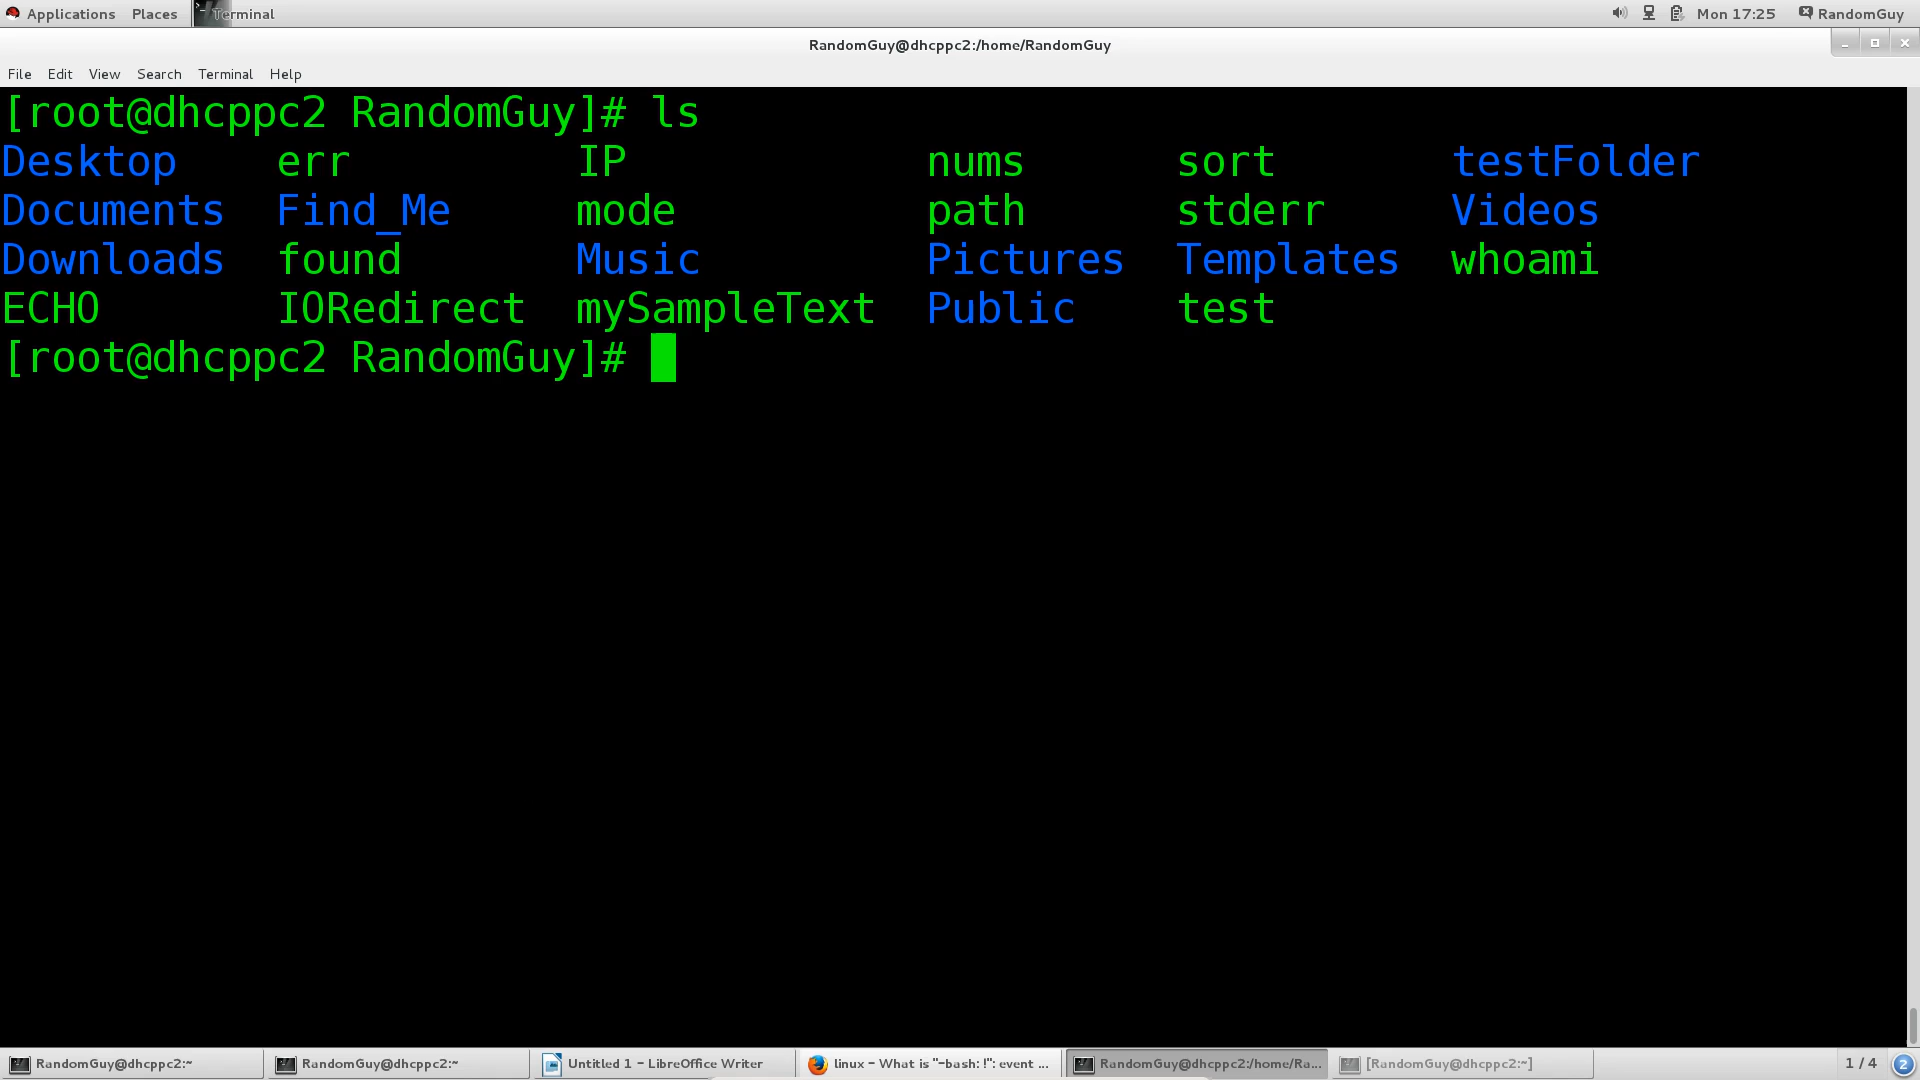 Applications Places Terminal Mon 17:25 RandomGuy
RandomGuy@dhcppc2:/home/RandomGuy
File Edit View Search Terminal Help
[root@dhcppc2 RandomGuy]# ls
Desktop err IP nums sort testFolder
Documents Find_Me mode path stderr Videos
Downloads found Music Pictures Templates whoami
ECHO IORedirect mySampleText Public test
[root@dhcppc2 RandomGuy]#
RandomGuy@dhcppc2:~ RandomGuy@dhcppc2:~ Untitled 1 - LibreOffice Writer linux - What is "-bash: !": event ... RandomGuy@dhcppc2:/home/Ra... [RandomGuy@dhcppc2:~] 1 / 4 2